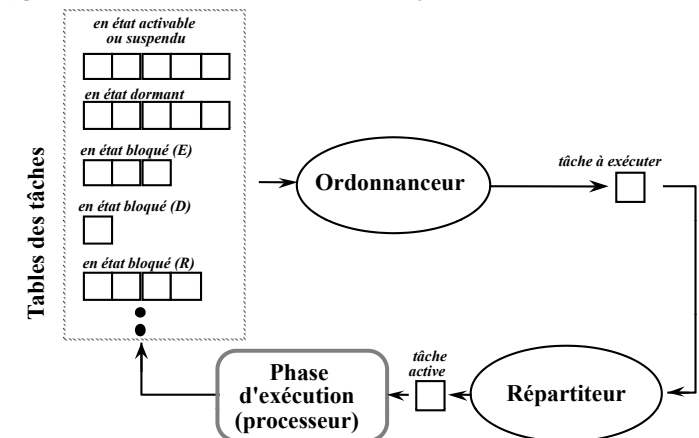 en état activable
ou suspendu
en état dormant
en état bloqué (E)
en état bloqué (D)
en état bloqué (R)
Tables des tâches
Ordonnanceur
tâche à exécuter
Répartiteur
tâche
active
Phase
d'exécution
(processeur)